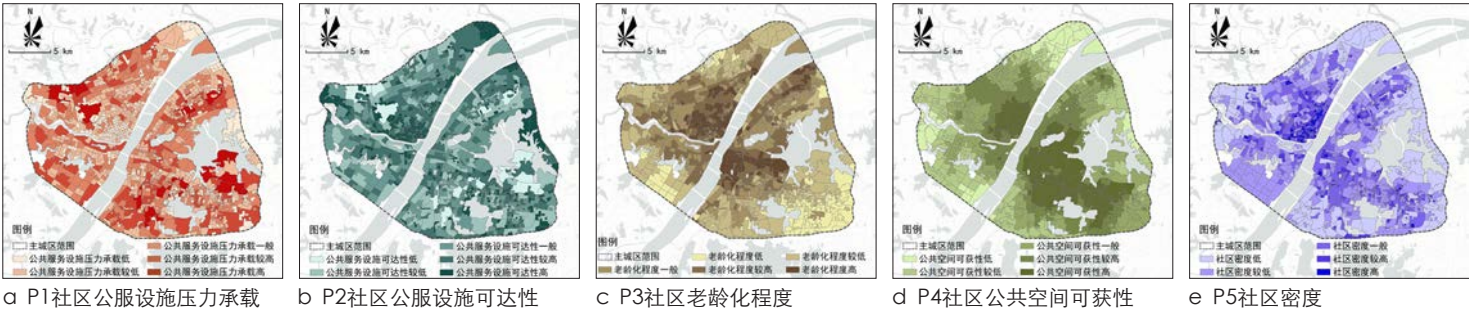 N
5 km
图例
主城区范围
公共服务设施压力承载低
公共服务设施压力承载较低
公共服务设施压力承载一般
公共服务设施压力承载较高
公共服务设施压力承载高
a P1社区公服设施压力承载
N
5 km
图例
主城区范围
公共服务设施可达性低
公共服务设施可达性较低
公共服务设施可达性一般
公共服务设施可达性较高
公共服务设施可达性高
b P2社区公服设施可达性
N
5 km
图例
主城区范围
老龄化程度低
老龄化程度较低
老龄化程度一般
老龄化程度较高
老龄化程度高
c P3社区老龄化程度
N
5 km
图例
主城区范围
公共空间可获性低
公共空间可获性较低
公共空间可获性一般
公共空间可获性较高
公共空间可获性高
d P4社区公共空间可获性
N
5 km
图例
主城区范围
社区密度低
社区密度较低
社区密度一般
社区密度较高
社区密度高
e P5社区密度